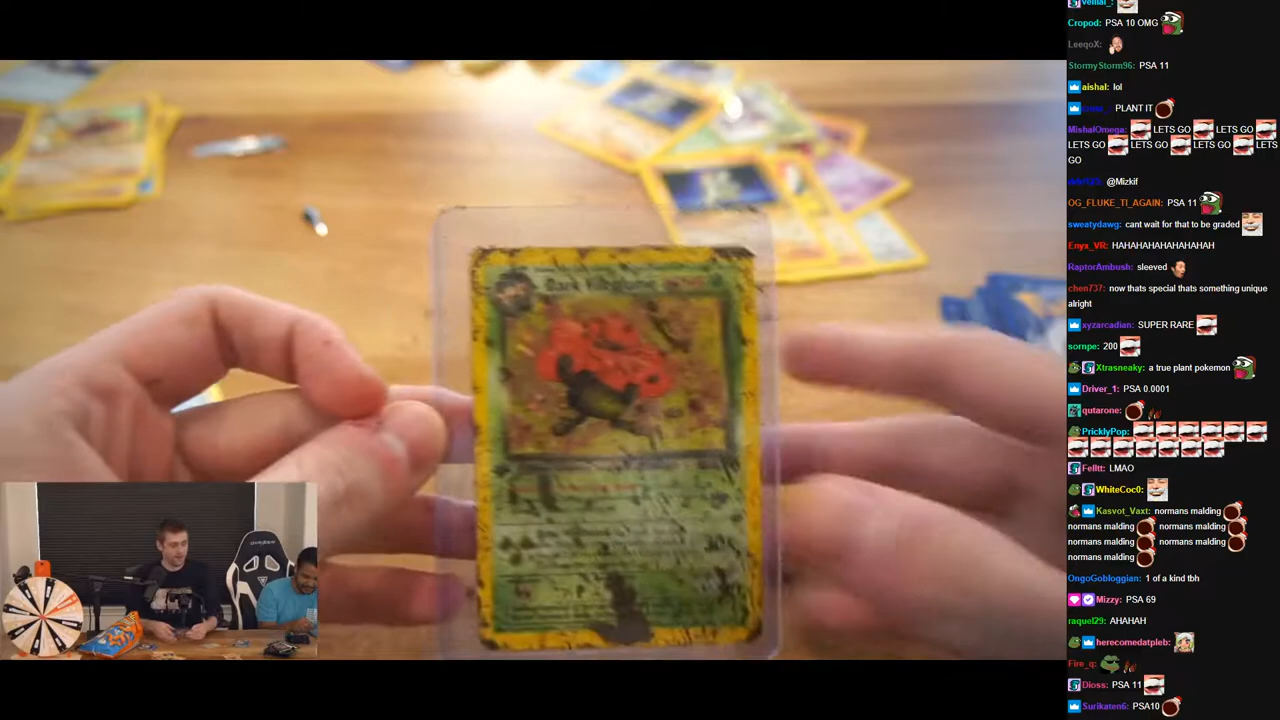 Dark Vileplume
velllal_:
Cropod: PSA 10 OMG
LeeqoX:
StormyStorm96: PSA 11
aishal: lol
PLANT IT
MishalOmega: LETS GO LETS GO
LETS GO LETS GO LETS GO LETS
GO
@Mizkif
OG_FLUKE_TI_AGAIN: PSA 11
sweatydawg: cant wait for that to be graded
Enyx_VR: HAHAHAHAHAHAHAH
RaptorAmbush: sleeved
chen737: now thats special thats something unique
alright
xyzarcadian: SUPER RARE
sornpe: 200
Xtrasneaky: a true plant pokemon
Driver_1: PSA 0.0001
qutarone:
PricklyPop:
Felltt: LMAO
WhiteCoc0:
Kasvot_Vaxt: normans malding
normans malding normans malding
normans malding normans malding
normans malding
OngoGobloggian: 1 of a kind tbh
Mizzy: PSA 69
raquel29: AHAHAH
herecomedatpleb:
Fire_q:
Dioss: PSA 11
Surikaten6: PSA10